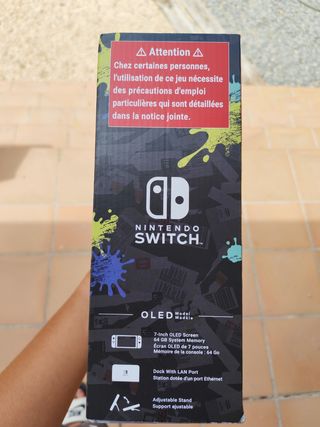 ⚠ Attention ⚠
Chez certaines personnes,
l'utilisation de ce jeu nécessite
des précautions d'emploi
particulières qui sont détaillées
dans la notice jointe.
NINTENDO
SWITCH™
OLED Model
Modèle
7-Inch OLED Screen
64 GB System Memory
Écran OLED de 7 pouces
Mémoire de la console : 64 Go
Dock With LAN Port
Station dotée d'un port Ethernet
Adjustable Stand
Support ajustable